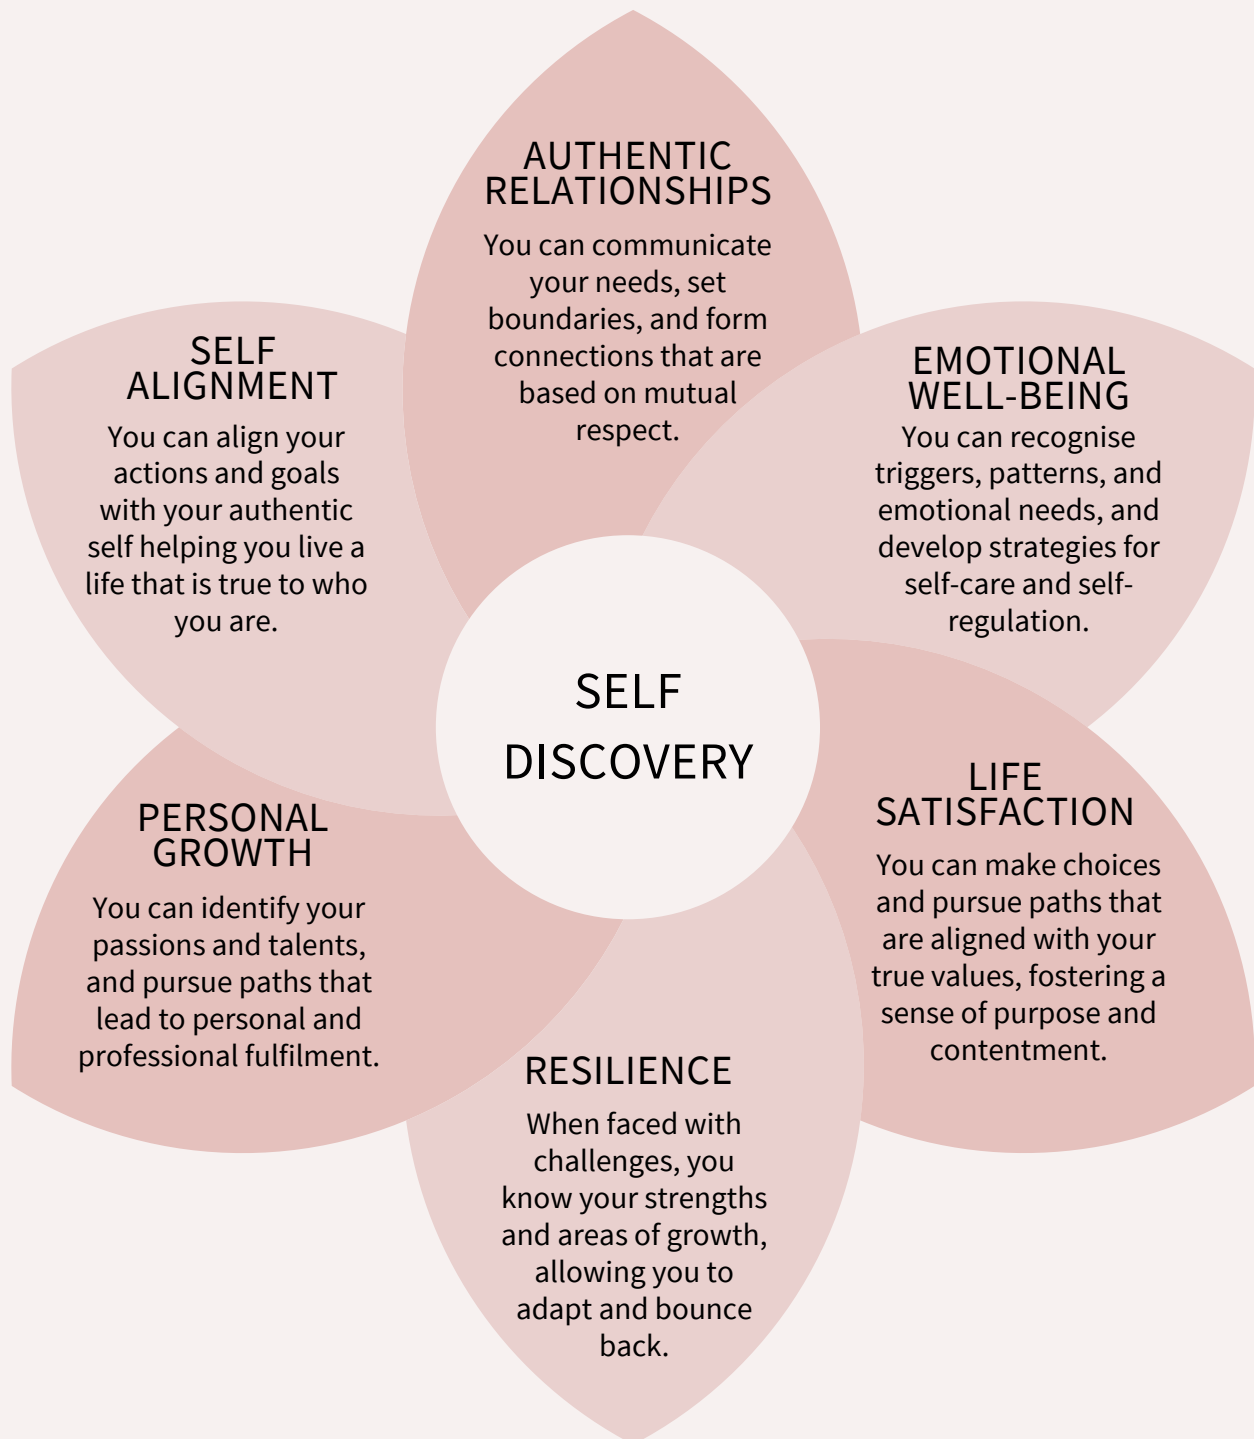 AUTHENTIC
RELATIONSHIPS
You can communicate
your needs, set
boundaries, and form
connections that are
based on mutual
respect.
SELF
ALIGNMENT
You can align your
actions and goals
with your authentic
self helping you live a
life that is true to who
you are.
EMOTIONAL
WELL-BEING
You can recognise
triggers, patterns, and
emotional needs, and
develop strategies for
self-care and self-
regulation.
SELF
DISCOVERY
PERSONAL
GROWTH
You can identify your
passions and talents,
and pursue paths that
lead to personal and
professional fulfilment.
LIFE
SATISFACTION
You can make choices
and pursue paths that
are aligned with your
true values, fostering a
sense of purpose and
contentment.
RESILIENCE
When faced with
challenges, you
know your strengths
and areas of growth,
allowing you to
adapt and bounce
back.